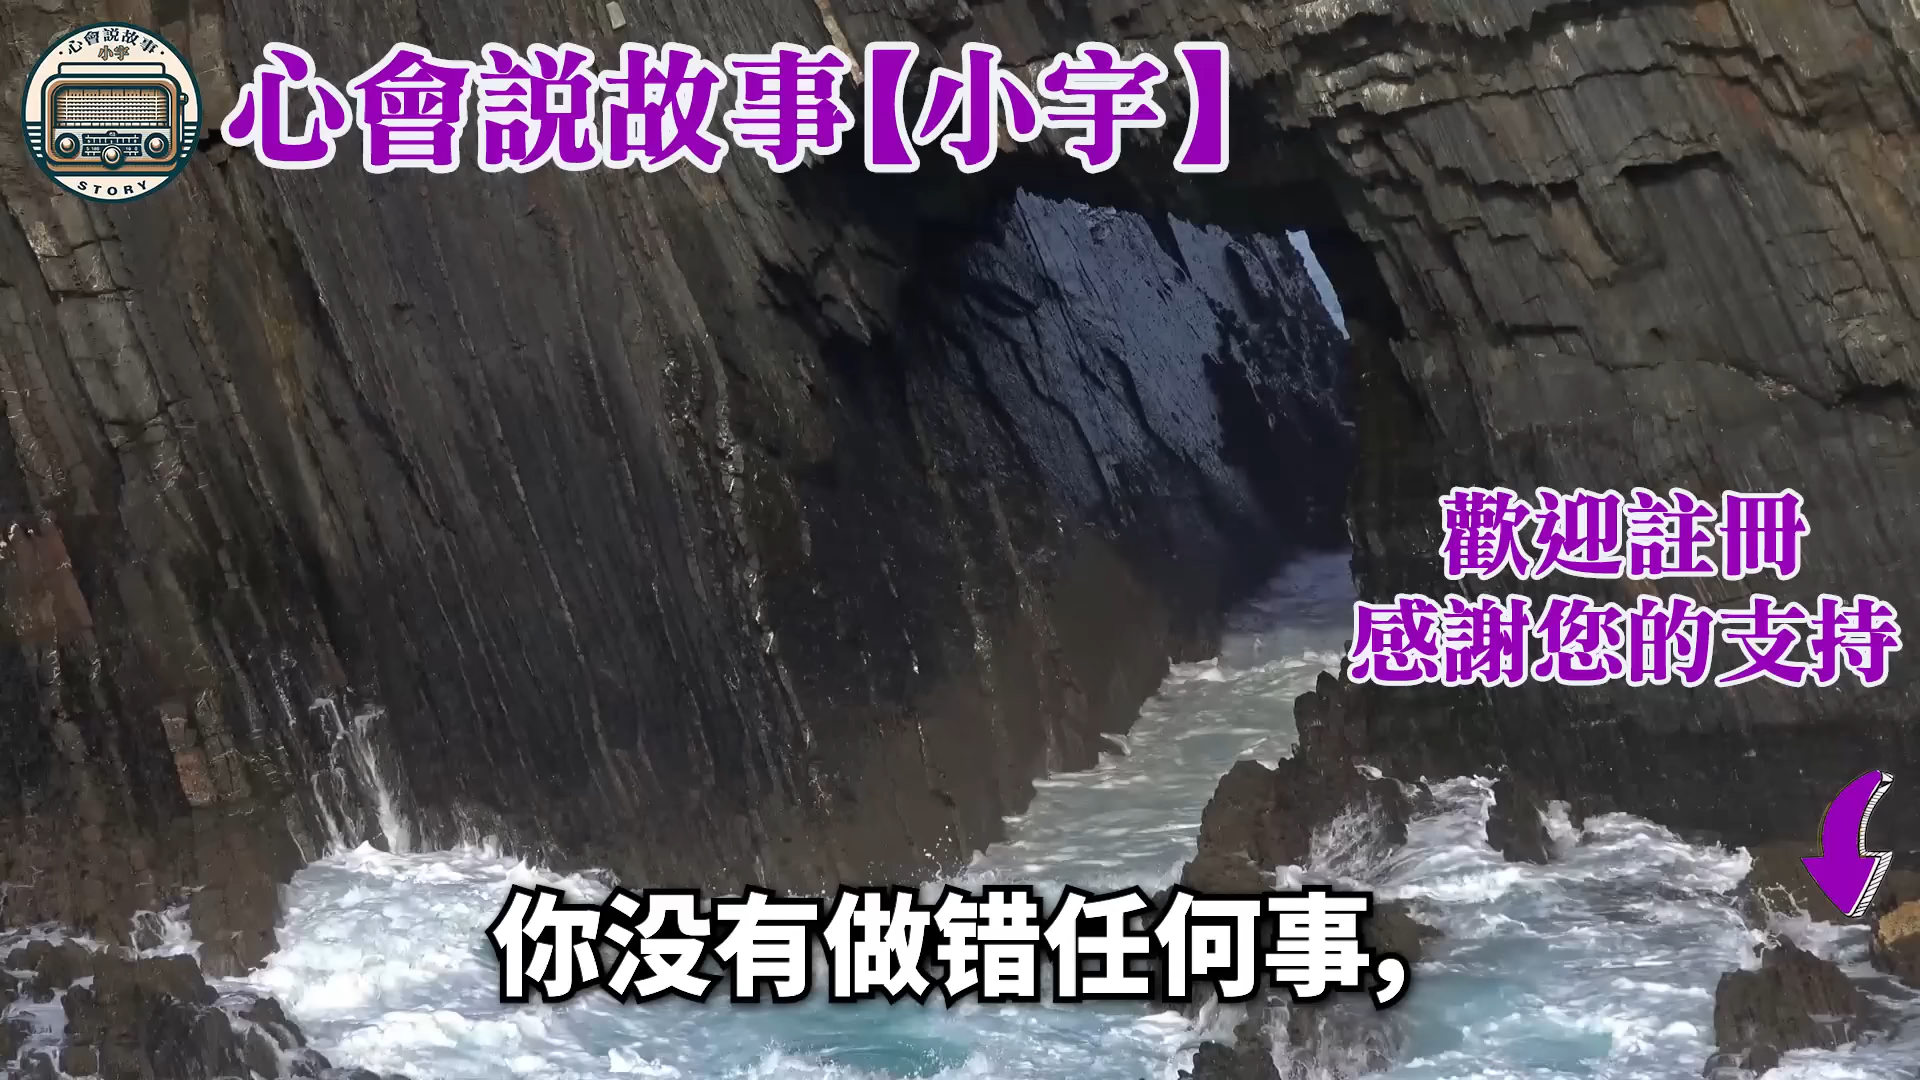 ·心會説故事·
小宇
STORY
心會説故事【小宇】
歡迎註冊
感謝您的支持
你没有做错任何事,